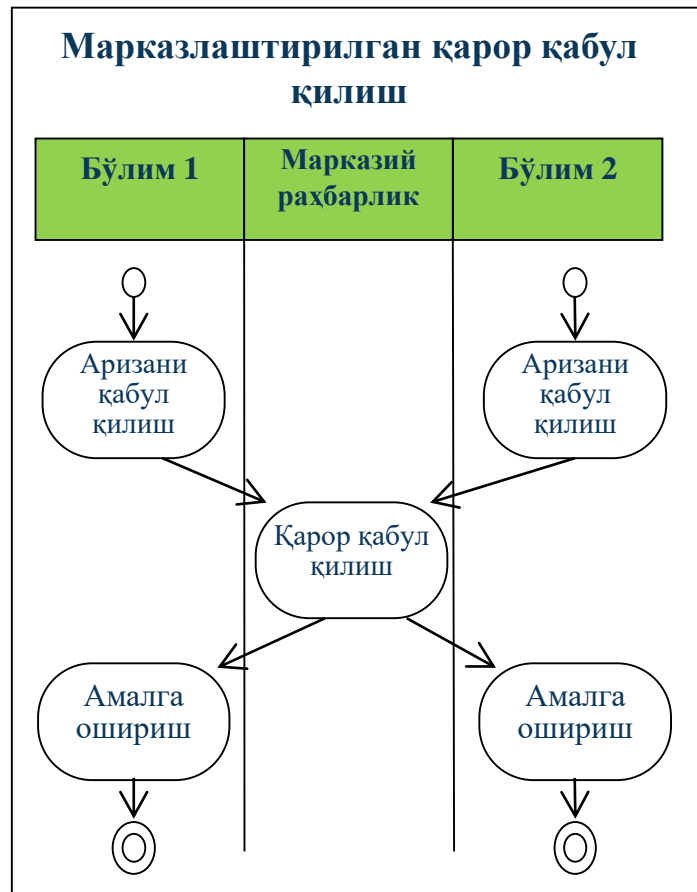 Марказлаштирилган қарор қабул
қилиш
Бўлим 1
Марказий
раҳбарлик
Бўлим 2
Аризани
қабул
қилиш
Аризани
қабул
қилиш
Қарор қабул
қилиш
Амалга
ошириш
Амалга
ошириш